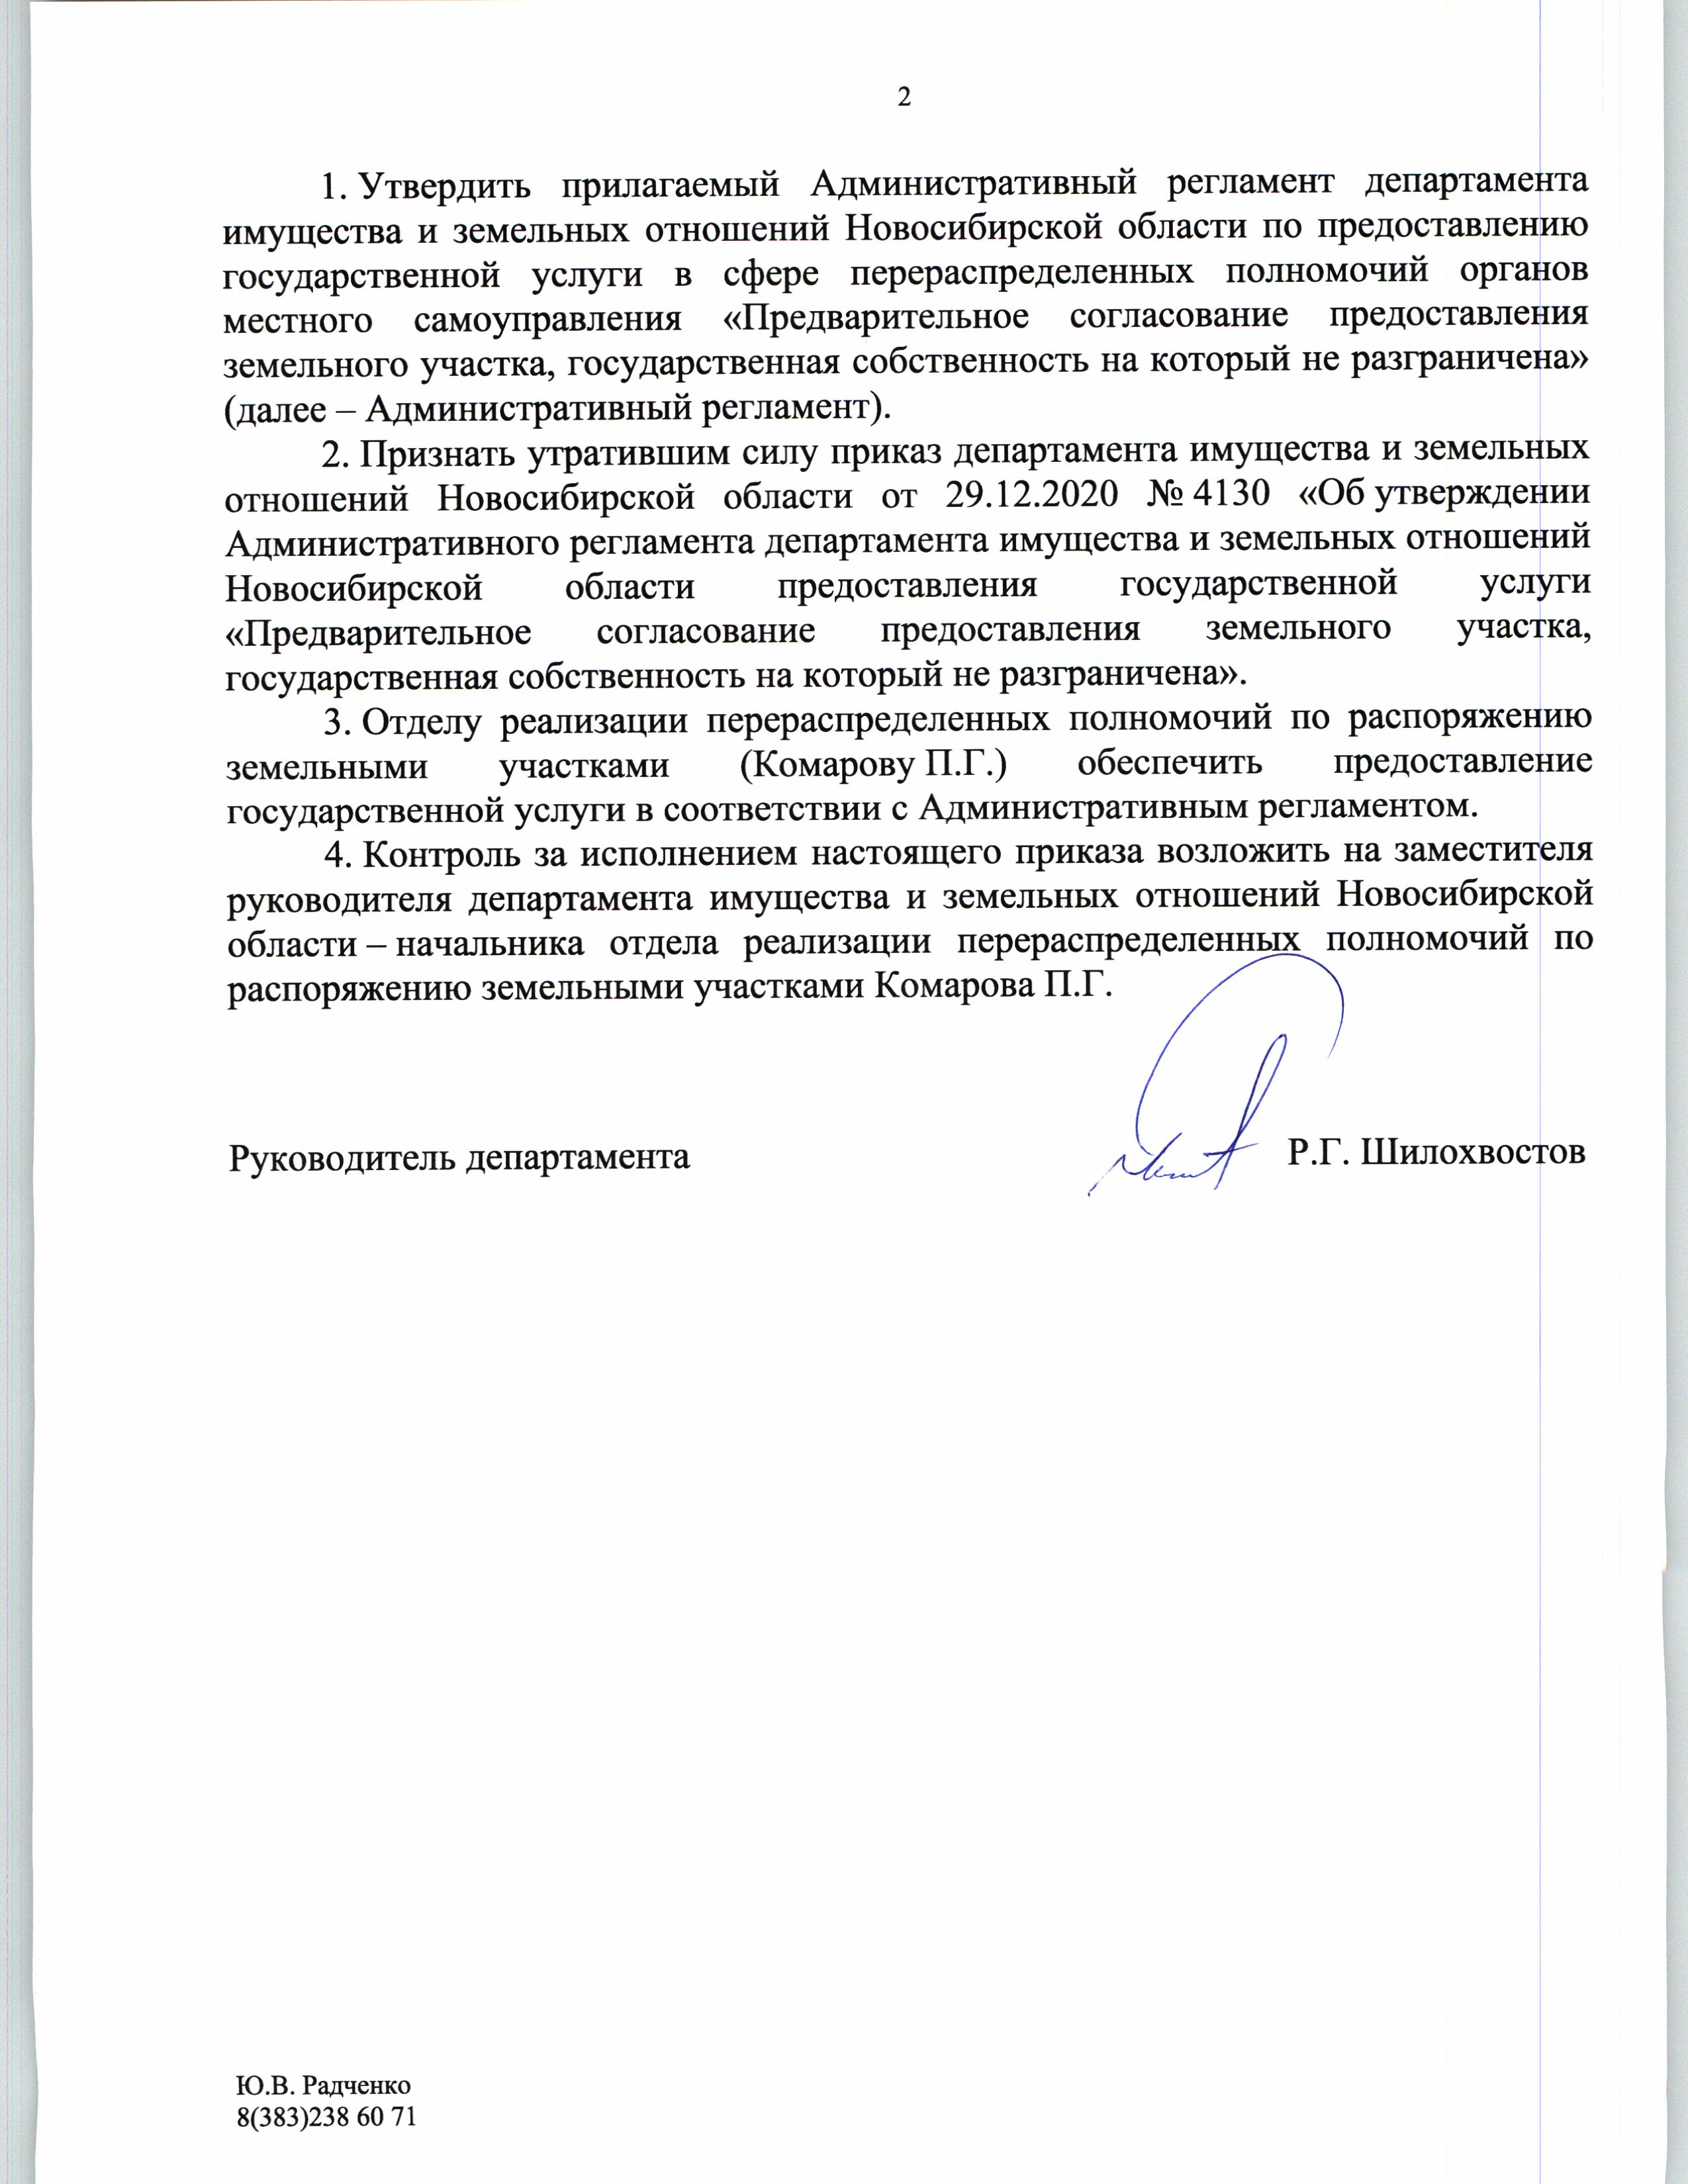 2
1. Утвердить прилагаемый Административный регламент департамента
имущества и земельных отношений Новосибирской области по предоставлению
государственной услуги в сфере перераспределенных полномочий органов
местного самоуправления «Предварительное согласование предоставления
земельного участка, государственная собственность на который не разграничена»
(далее – Административный регламент).
2. Признать утратившим силу приказ департамента имущества и земельных
отношений Новосибирской области от 29.12.2020 № 4130 «Об утверждении
Административного регламента департамента имущества и земельных отношений
Новосибирской области предоставления государственной услуги
«Предварительное согласование предоставления земельного участка,
государственная собственность на который не разграничена».
3. Отделу реализации перераспределенных полномочий по распоряжению
земельными участками (Комарову П.Г.) обеспечить предоставление
государственной услуги в соответствии с Административным регламентом.
4. Контроль за исполнением настоящего приказа возложить на заместителя
руководителя департамента имущества и земельных отношений Новосибирской
области – начальника отдела реализации перераспределенных полномочий по
распоряжению земельными участками Комарова П.Г.
Руководитель департамента Р.Г. Шилохвостов
Ю.В. Радченко
8(383)238 60 71